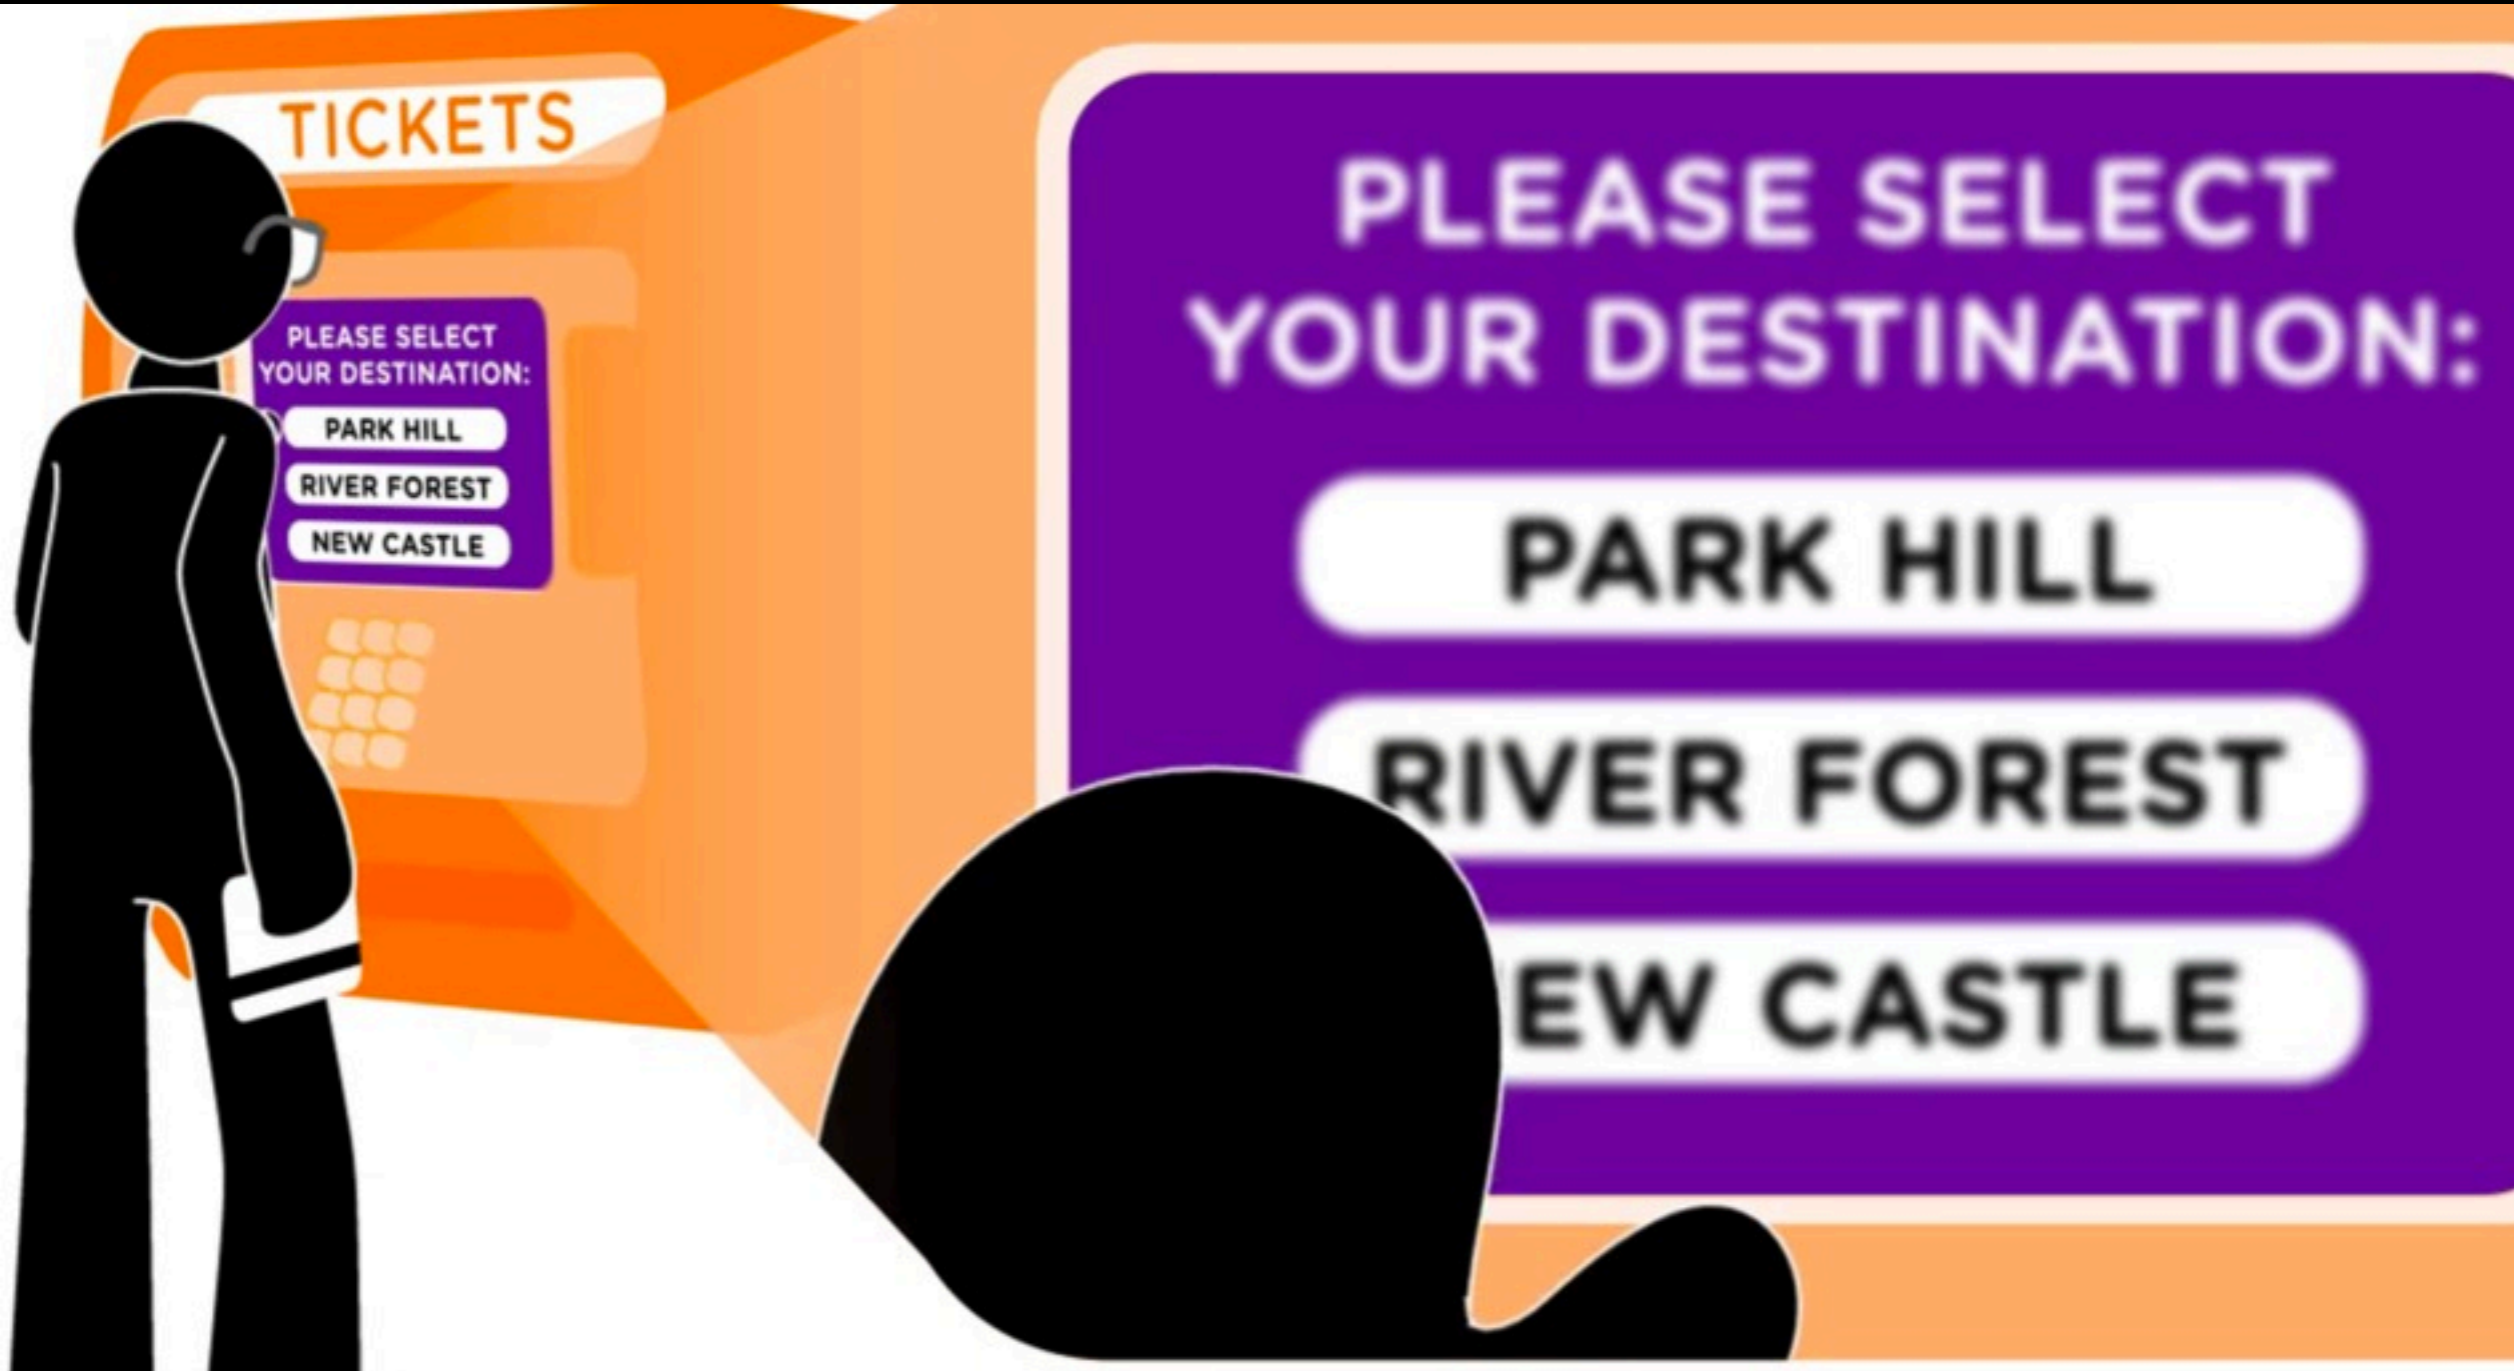 TICKETS
PLEASE SELECT
YOUR DESTINATION:
PARK HILL
RIVER FOREST
NEW CASTLE
PLEASE SELECT
YOUR DESTINATION:
PARK HILL
RIVER FOREST
EW CASTLE